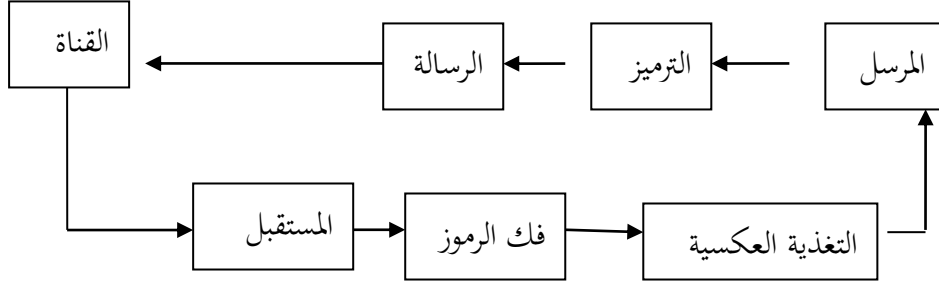 المرسل
الترميز
الرسالة
القناة
المستقبل
فك الرموز
التغذية العكسية